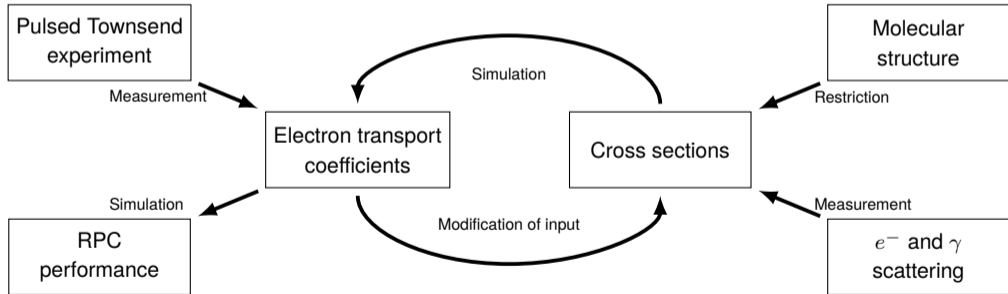 Pulsed Townsend
experiment
Molecular
structure
Simulation
Measurement
Restriction
Electron transport
coefficients
Cross sections
Simulation
Measurement
Modification of input
RPC
performance
e⁻ and γ
scattering